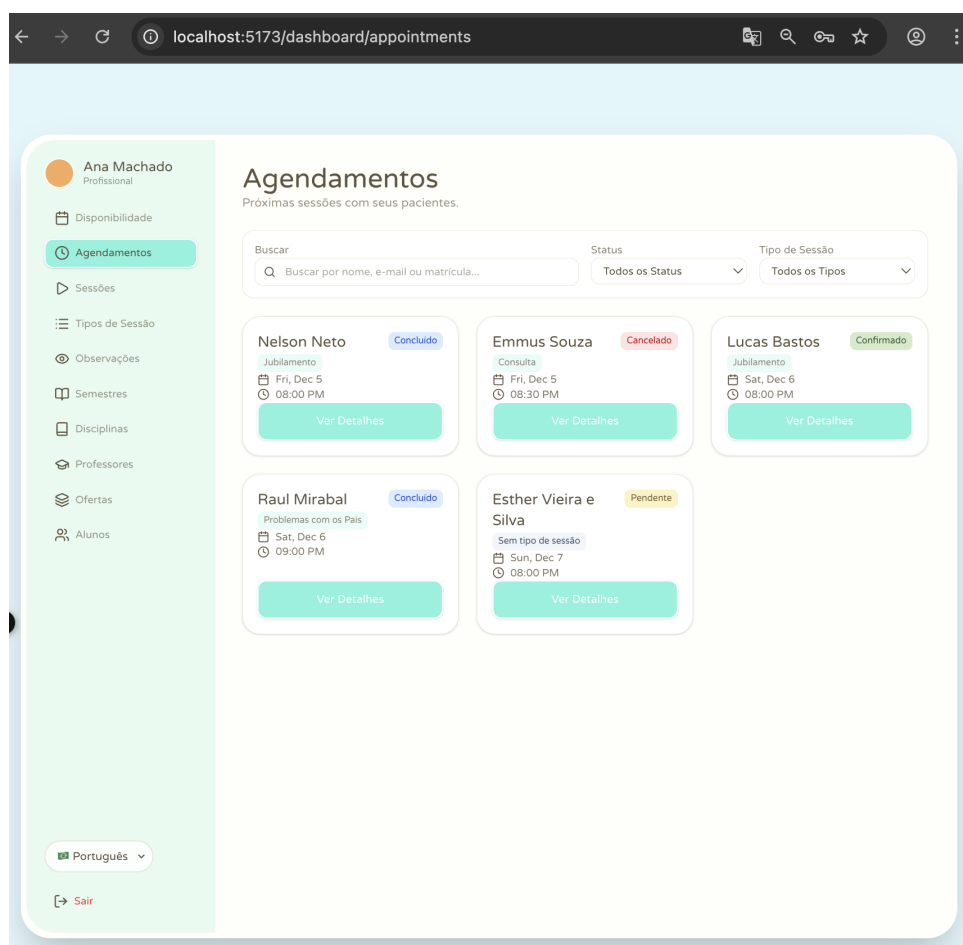 localhost:5173/dashboard/appointments
Ana Machado
Profissional
Disponibilidade
Agendamentos
Sessões
Tipos de Sessão
Observações
Semestres
Disciplinas
Professores
Ofertas
Alunos
Português
Sair
Agendamentos
Próximas sessões com seus pacientes.
Buscar
Buscar por nome, e-mail ou matrícula...
Status
Todos os Status
Tipo de Sessão
Todos os Tipos
Nelson Neto
Concluído
Jubilamento
Fri, Dec 5
08:00 PM
Ver Detalhes
Emmus Souza
Cancelado
Consulta
Fri, Dec 5
08:30 PM
Ver Detalhes
Lucas Bastos
Confirmado
Jubilamento
Sat, Dec 6
08:00 PM
Ver Detalhes
Raul Mirabal
Concluído
Problemas com os Pais
Sat, Dec 6
09:00 PM
Ver Detalhes
Esther Vieira e
Silva
Pendente
Sem tipo de sessão
Sun, Dec 7
08:00 PM
Ver Detalhes